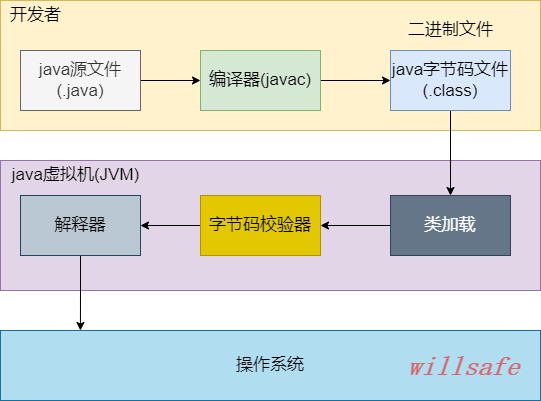 开发者
二进制文件
java源文件
(.java)
编译器(javac)
java字节码文件
(.class)
java虚拟机(JVM)
解释器
字节码校验器
类加载
操作系统
willsafe